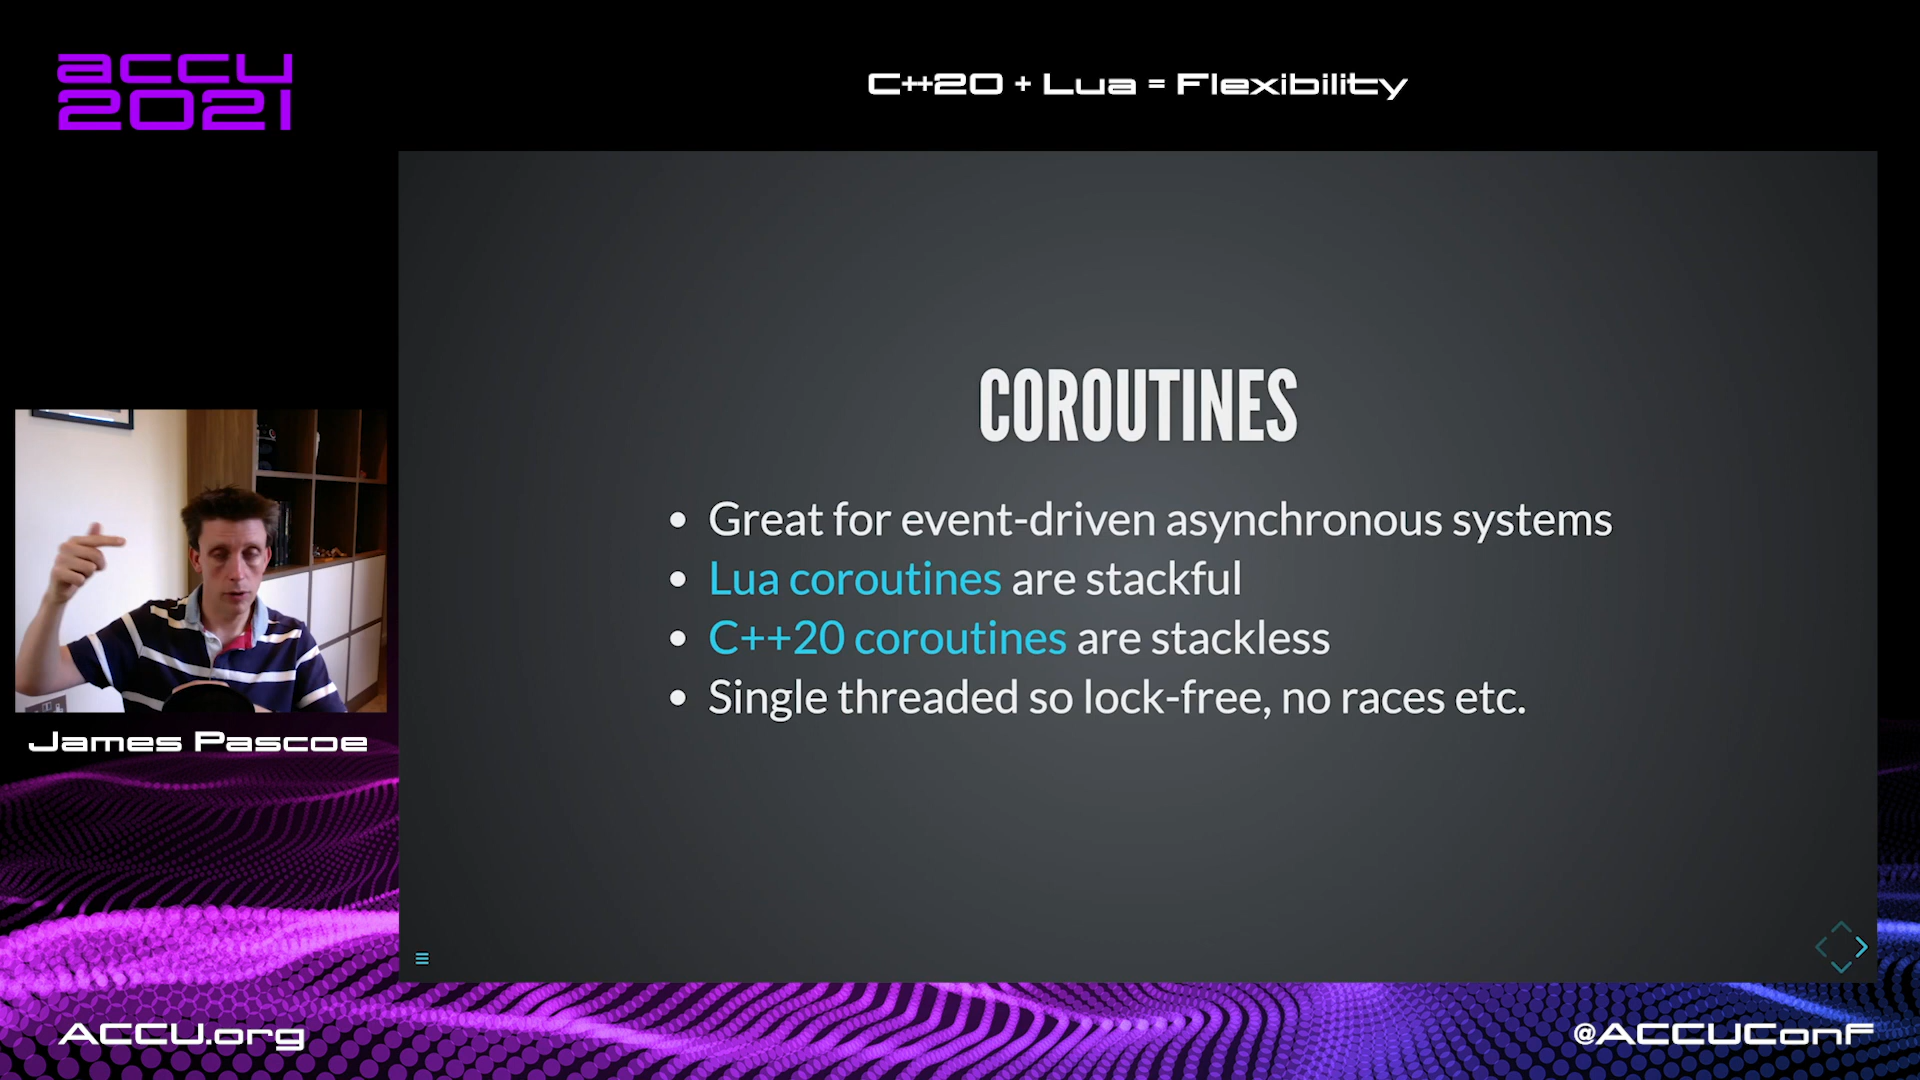 accu
2021
C++20 + Lua = Flexibility
COROUTINES
• Great for event-driven asynchronous systems
• Lua coroutines are stackful
• C++20 coroutines are stackless
• Single threaded so lock-free, no races etc.
James Pascoe
ACCU.org
@ACCUConf